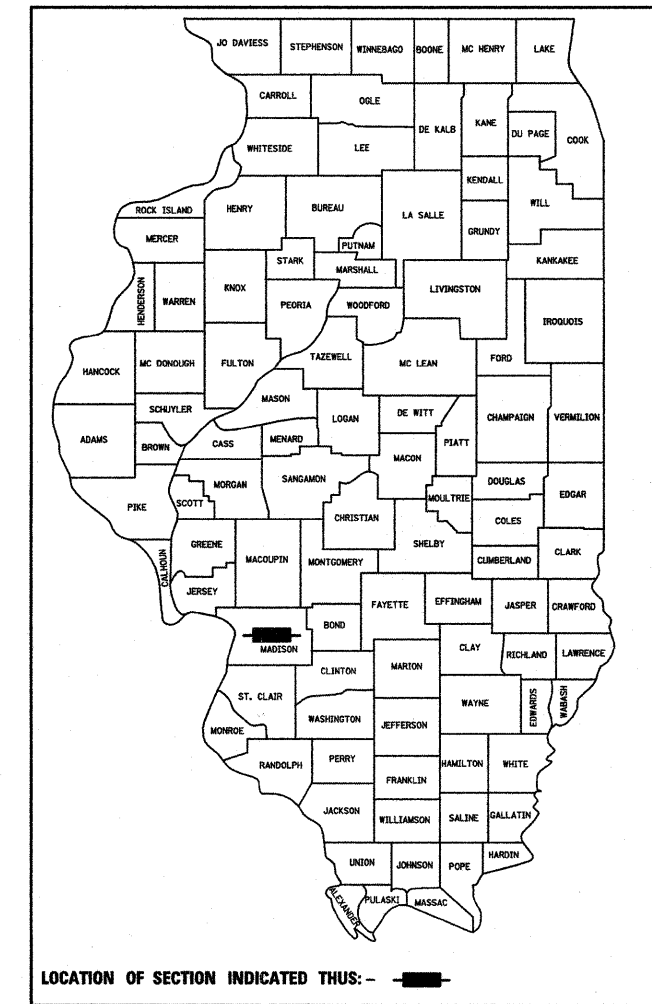 JO DAVIESS
STEPHENSON
WINNEBAGO
BOONE
MC HENRY
LAKE
CARROLL
OGLE
DE KALB
KANE
DU PAGE
COOK
WHITESIDE
LEE
KENDALL
WILL
ROCK ISLAND
HENRY
BUREAU
LA SALLE
GRUNDY
MERCER
PUTNAM
STARK
MARSHALL
KANKAKEE
HENDERSON
WARREN
KNOX
PEORIA
WOODFORD
LIVINGSTON
IROQUOIS
HANCOCK
MC DONOUGH
FULTON
TAZEWELL
MC LEAN
FORD
MASON
SCHUYLER
LOGAN
DE WITT
CHAMPAIGN
VERMILION
ADAMS
BROWN
CASS
MENARD
PIATT
MACON
MORGAN
SANGAMON
DOUGLAS
EDGAR
PIKE
SCOTT
MOULTRIE
CHRISTIAN
COLES
CALHOUN
GREENE
MACOUPIN
MONTGOMERY
SHELBY
CUMBERLAND
CLARK
JERSEY
FAYETTE
EFFINGHAM
JASPER
CRAWFORD
BOND
MADISON
CLAY
RICHLAND
LAWRENCE
CLINTON
MARION
ST. CLAIR
WAYNE
EDWARDS
WABASH
WASHINGTON
JEFFERSON
MONROE
RANDOLPH
PERRY
HAMILTON
WHITE
FRANKLIN
JACKSON
WILLIAMSON
SALINE
GALLATIN
UNION
JOHNSON
POPE
HARDIN
ALEXANDER
PULASKI
MASSAC
LOCATION OF SECTION INDICATED THUS: -